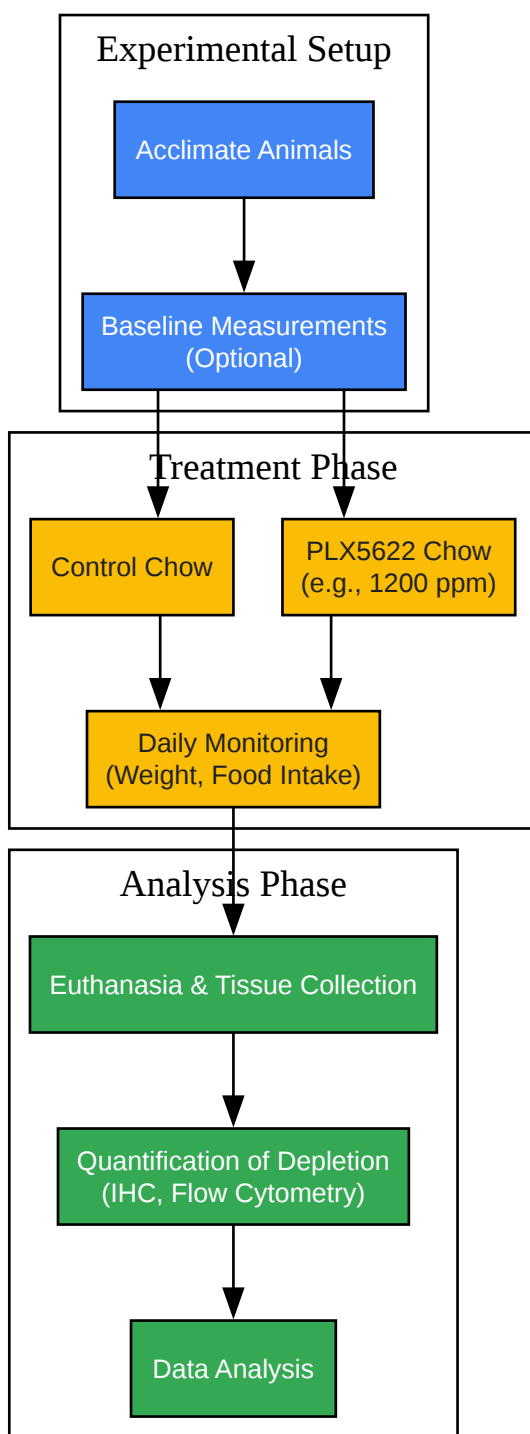 Experimental Setup
Acclimate Animals
Baseline Measurements
(Optional)
Treatment Phase
Control Chow
PLX5622 Chow
(e.g., 1200 ppm)
Daily Monitoring
(Weight, Food Intake)
Analysis Phase
Euthanasia & Tissue Collection
Quantification of Depletion
(IHC, Flow Cytometry)
Data Analysis